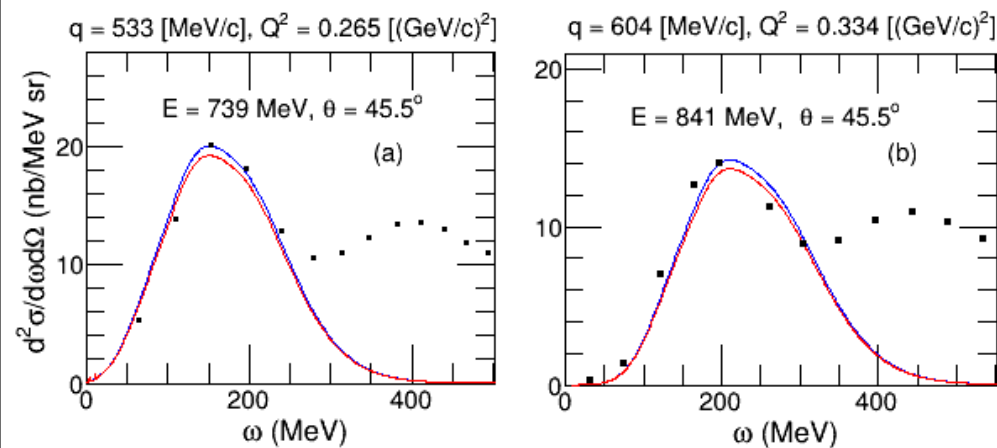 q = 533 [MeV/c], Q² = 0.265 [(GeV/c)²]
d²σ/dωdΩ (nb/MeV sr)
20
10
0
E = 739 MeV, θ = 45.5°
(a)
0 200 400
ω (MeV)
q = 604 [MeV/c], Q² = 0.334 [(GeV/c)²]
20
10
0
E = 841 MeV, θ = 45.5°
(b)
0 200 400
ω (MeV)